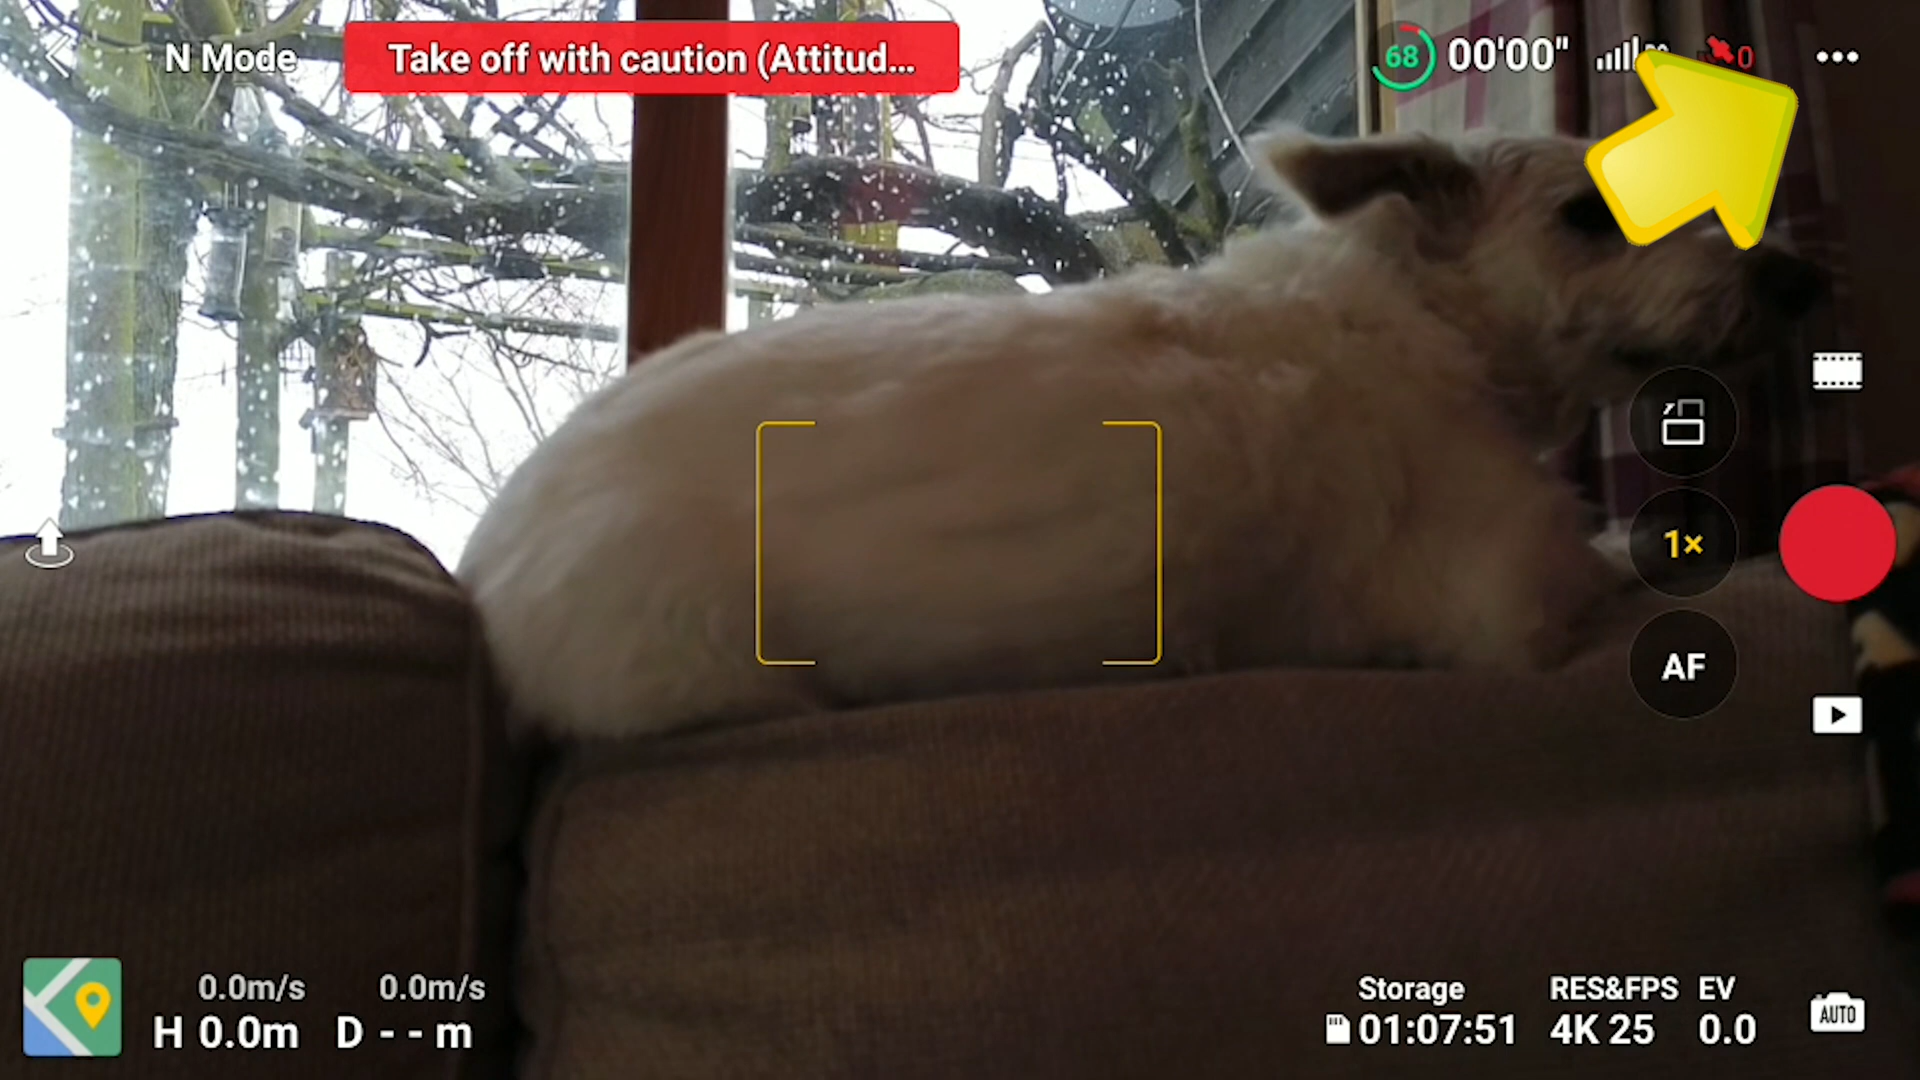 N Mode
Take off with caution (Attitud...
68
00'00"
0
1×
AF
0.0m/s 0.0m/s
H 0.0m D - - m
Storage
01:07:51
RES&FPS
4K 25
EV
0.0
AUTO